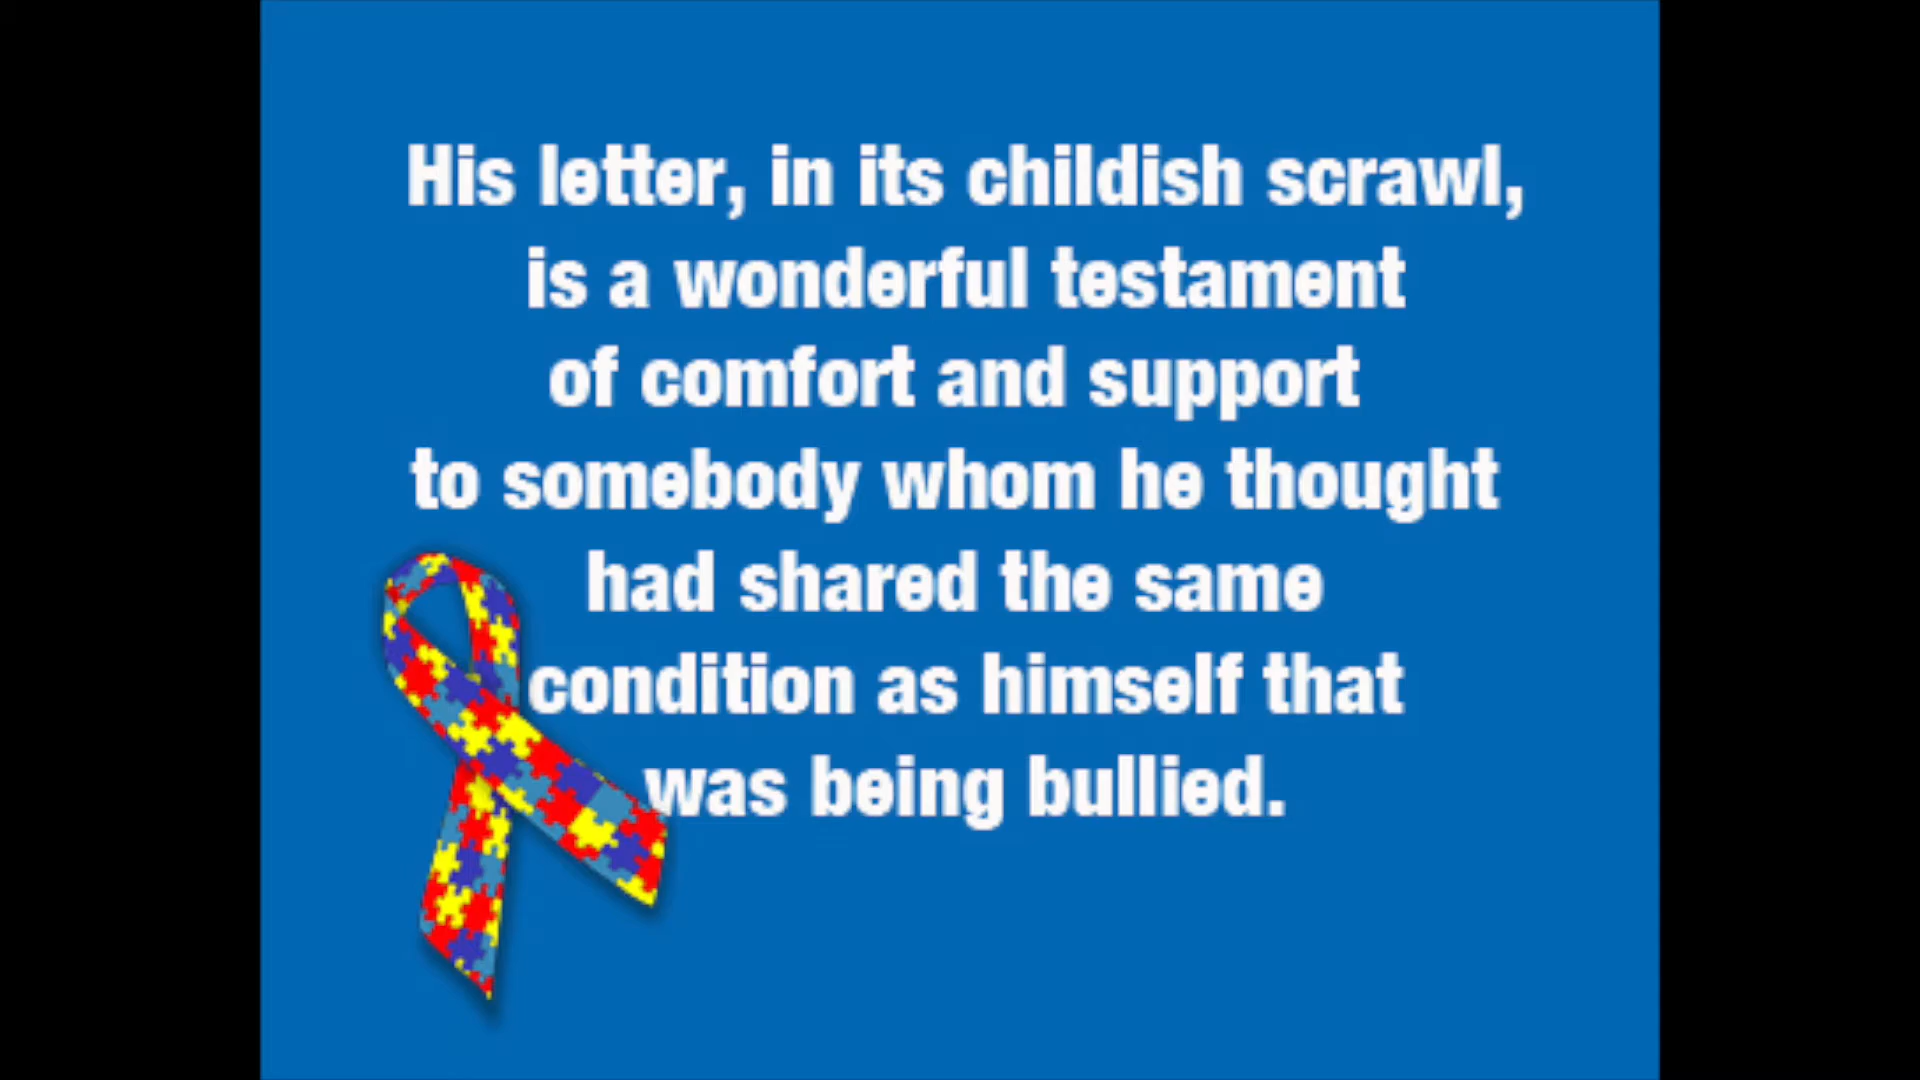 His letter, in its childish scrawl,
is a wonderful testament
of comfort and support
to somebody whom he thought
had shared the same
condition as himself that
was being bullied.